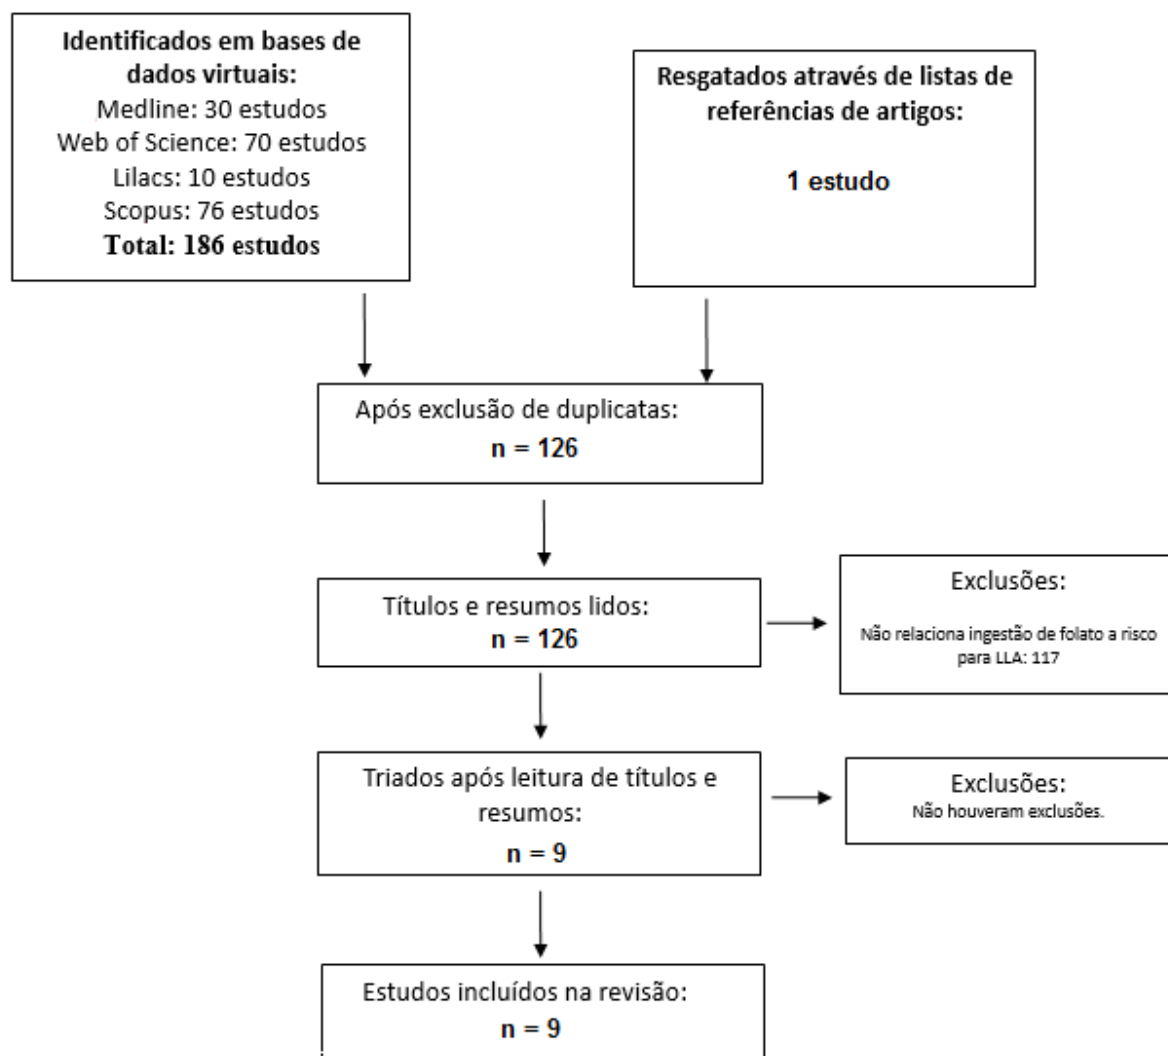 Identificados em bases de
dados virtuais:
Medline: 30 estudos
Web of Science: 70 estudos
Lilacs: 10 estudos
Scopus: 76 estudos
Total: 186 estudos
Resgatados através de listas de
referências de artigos:
1 estudo
Após exclusão de duplicatas:
n = 126
Títulos e resumos lidos:
n = 126
Exclusões:
Não relaciona ingestão de folato a risco
para LLA: 117
Triados após leitura de títulos e
resumos:
n = 9
Exclusões:
Não houveram exclusões.
Estudos incluídos na revisão:
n = 9